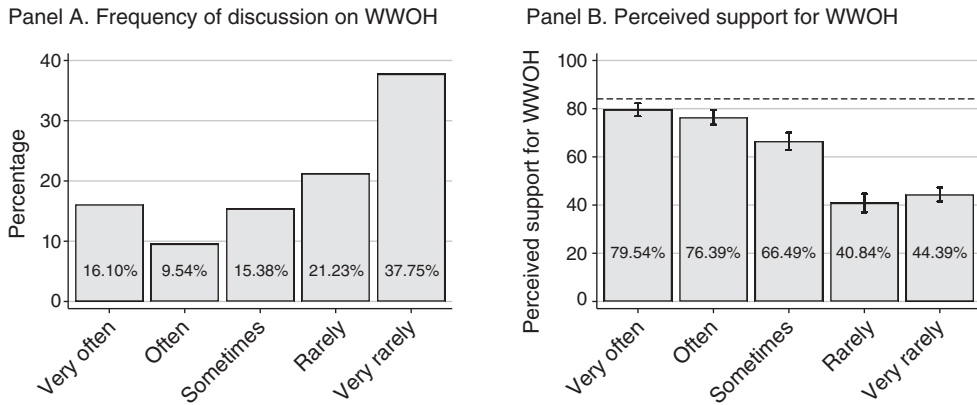 Panel A. Frequency of discussion on WWOH
Percentage
40
30
20
10
0
16.10%
9.54%
15.38%
21.23%
37.75%
Very often
Often
Sometimes
Rarely
Very rarely
Panel B. Perceived support for WWOH
Perceived support for WWOH
100
80
60
40
20
0
79.54%
76.39%
66.49%
40.84%
44.39%
Very often
Often
Sometimes
Rarely
Very rarely